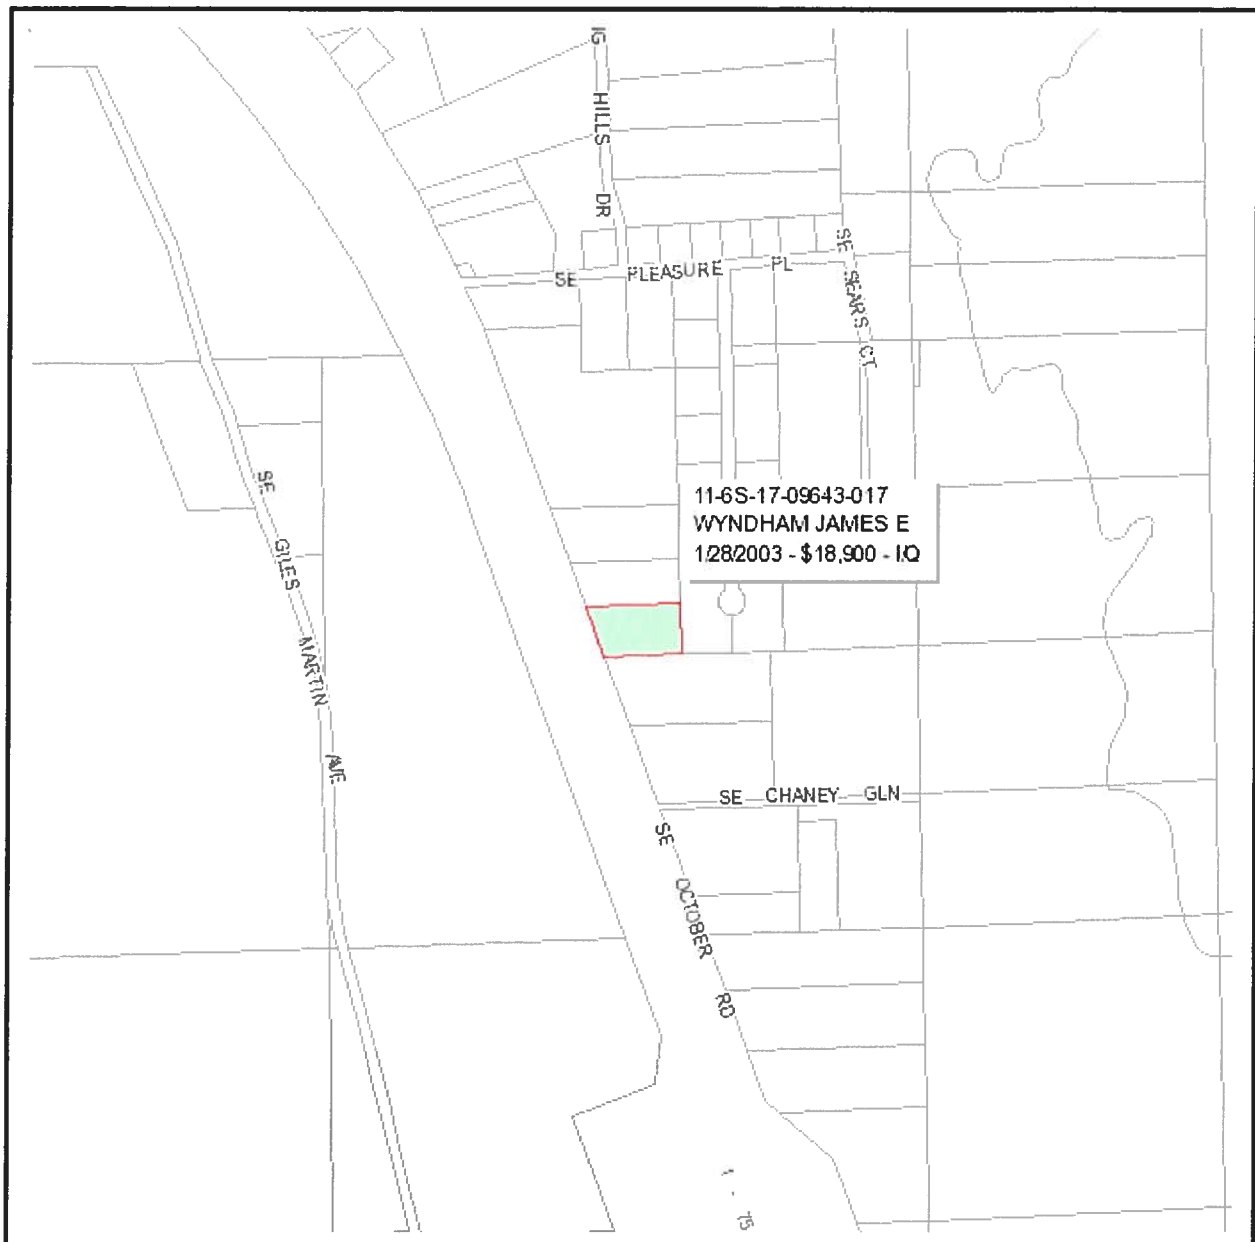 IG HILLS DR
SE PLEASURE PL
SE SEARS CT
SE GILES MARTIN AVE
11-6S-17-09643-017
WYNDHAM JAMES E
1/28/2003 - $18,900 - I/Q
SE CHANEY GLN
SE OCTOBER RD
I - 75